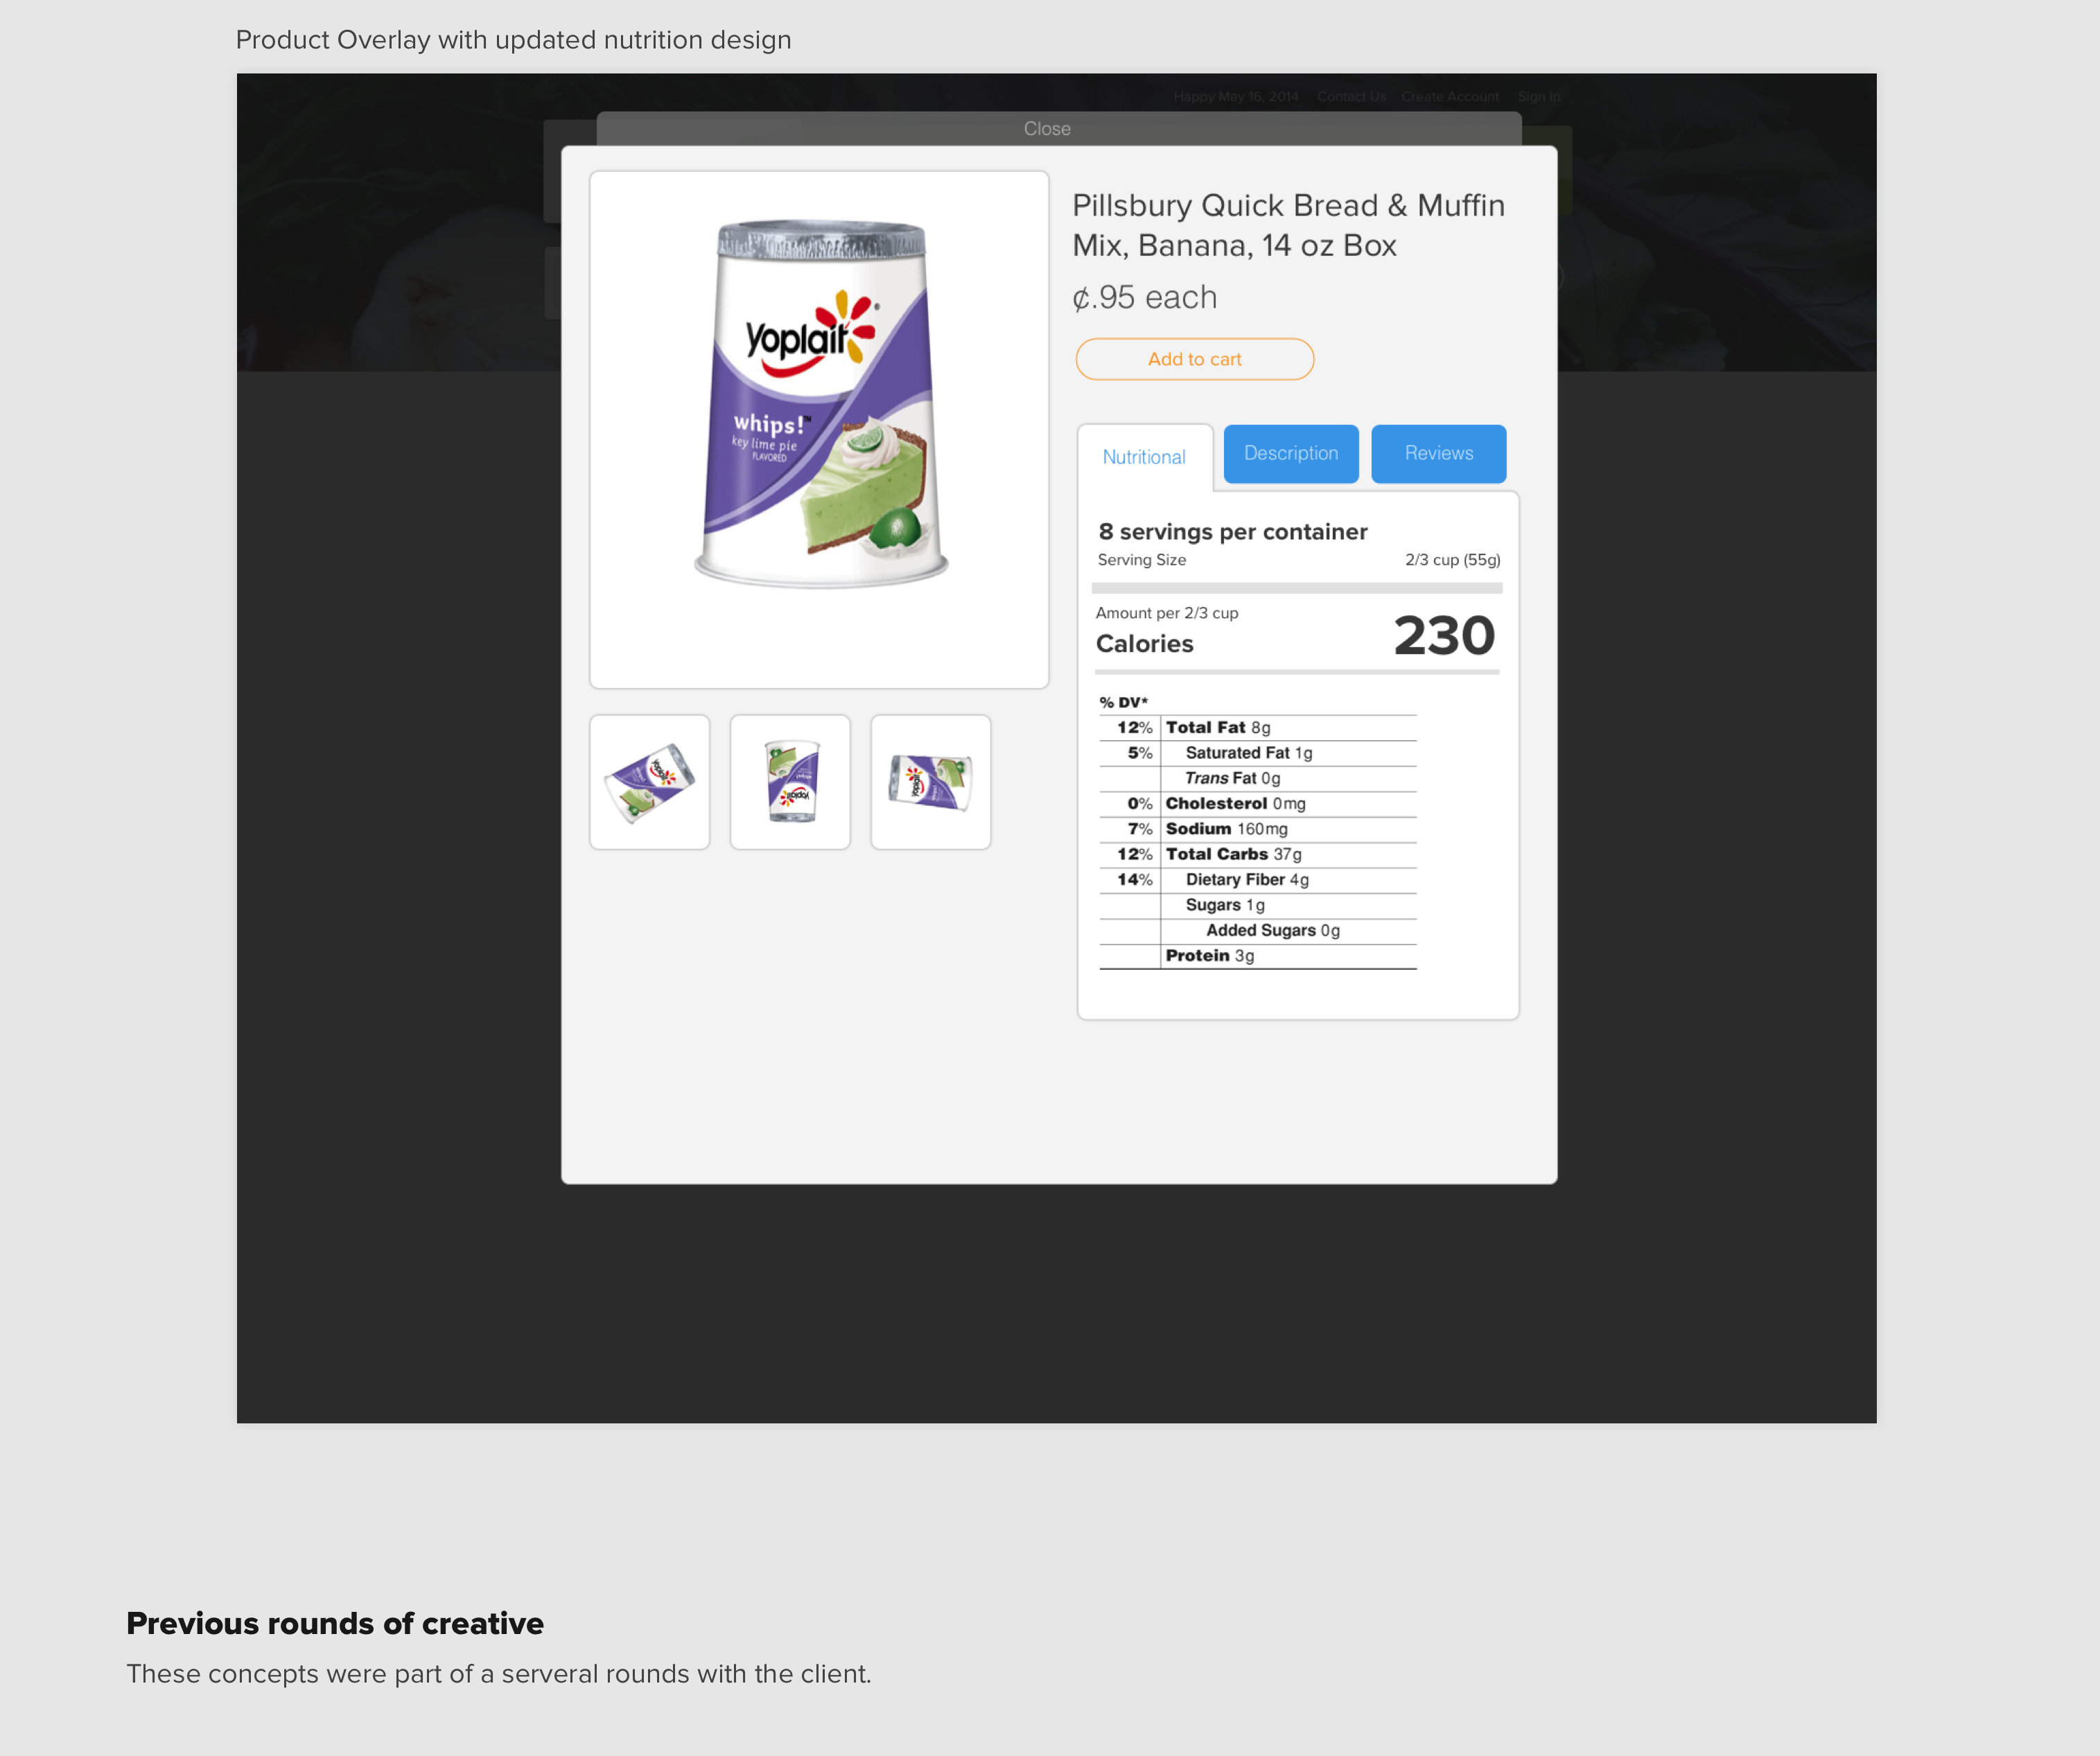 Product Overlay with updated nutrition design
Happy May 16, 2014 Contact Us Create Account Sign In
Close
Yoplait®
whips!™
key lime pie
FLAVORED
Pillsbury Quick Bread & Muffin
Mix, Banana, 14 oz Box
¢.95 each
Add to cart
Nutritional Description Reviews
8 servings per container
Serving Size 2/3 cup (55g)
Amount per 2/3 cup
Calories 230
% DV*
12% Total Fat 8g
5% Saturated Fat 1g
Trans Fat 0g
0% Cholesterol 0mg
7% Sodium 160mg
12% Total Carbs 37g
14% Dietary Fiber 4g
Sugars 1g
Added Sugars 0g
Protein 3g
Yoplait
Yoplait
Yoplait
Previous rounds of creative
These concepts were part of a serveral rounds with the client.